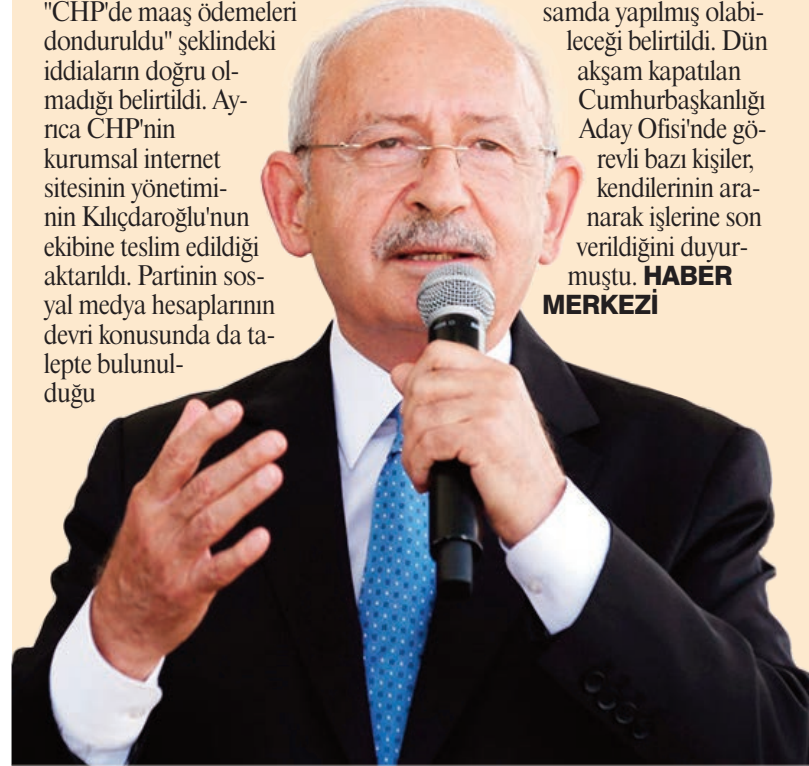 "CHP'de maaş ödemeleri
donduruldu" şeklindeki
iddiaların doğru ol-
madığı belirtildi. Ay-
rıca CHP'nin
kurumsal internet
sitesinin yönetimi-
nin Kılıçdaroğlu'nun
ekibine teslim edildiği
aktarıldı. Partinin sos-
yal medya hesaplarının
devri konusunda da ta-
lepte bulunul-
duğu
samda yapılmış olabi-
leceği belirtildi. Dün
akşam kapatılan
Cumhurbaşkanlığı
Aday Ofisi'nde gö-
revli bazı kişiler,
kendilerinin ara-
narak işlerine son
verildiğini duyur-
muştu. HABER
MERKEZİ